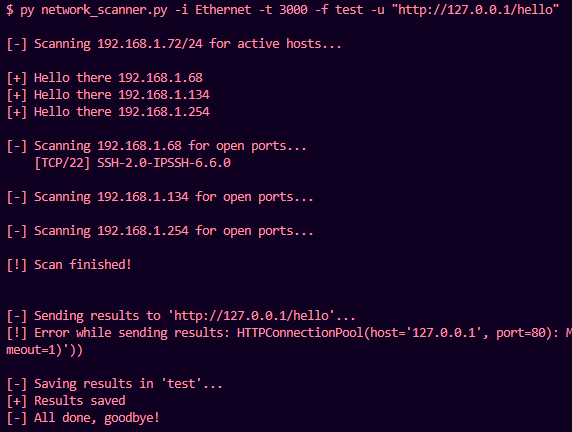 $ py network_scanner.py -i Ethernet -t 3000 -f test -u "http://127.0.0.1/hello"
[-] Scanning 192.168.1.72/24 for active hosts...
[+] Hello there 192.168.1.68
[+] Hello there 192.168.1.134
[+] Hello there 192.168.1.254
[-] Scanning 192.168.1.68 for open ports...
[TCP/22] SSH-2.0-IPSSH-6.6.0
[-] Scanning 192.168.1.134 for open ports...
[-] Scanning 192.168.1.254 for open ports...
[!] Scan finished!
[-] Sending results to 'http://127.0.0.1/hello'...
[!] Error while sending results: HTTPConnectionPool(host='127.0.0.1', port=80): M
meout=1)'))
[-] Saving results in 'test'...
[+] Results saved
[-] All done, goodbye!